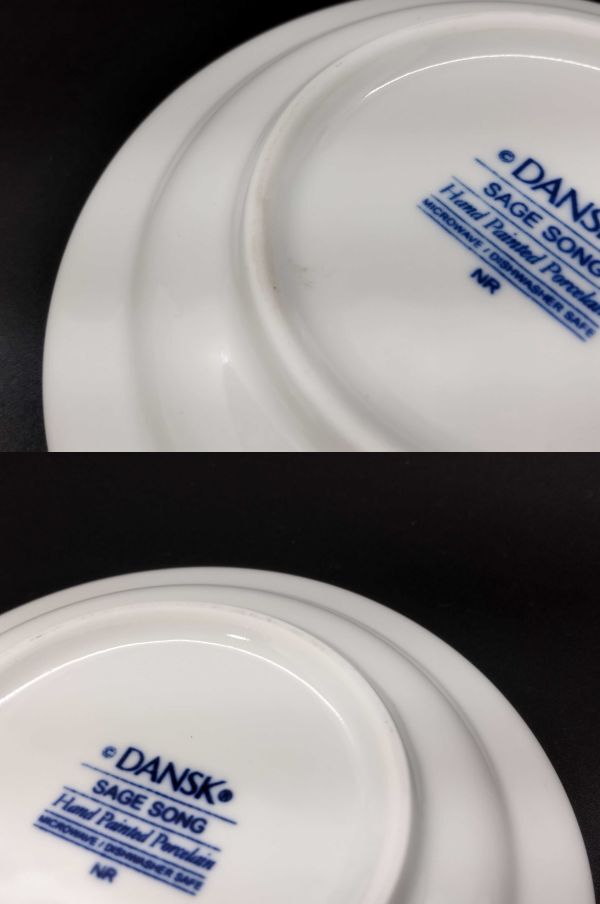 © DANSK
SAGE SONG
Hand Painted Porcelain
MICROWAVE / DISHWASHER SAFE
NR
© DANSK®
SAGE SONG
Hand Painted Porcelain
MICROWAVE / DISHWASHER SAFE
NR